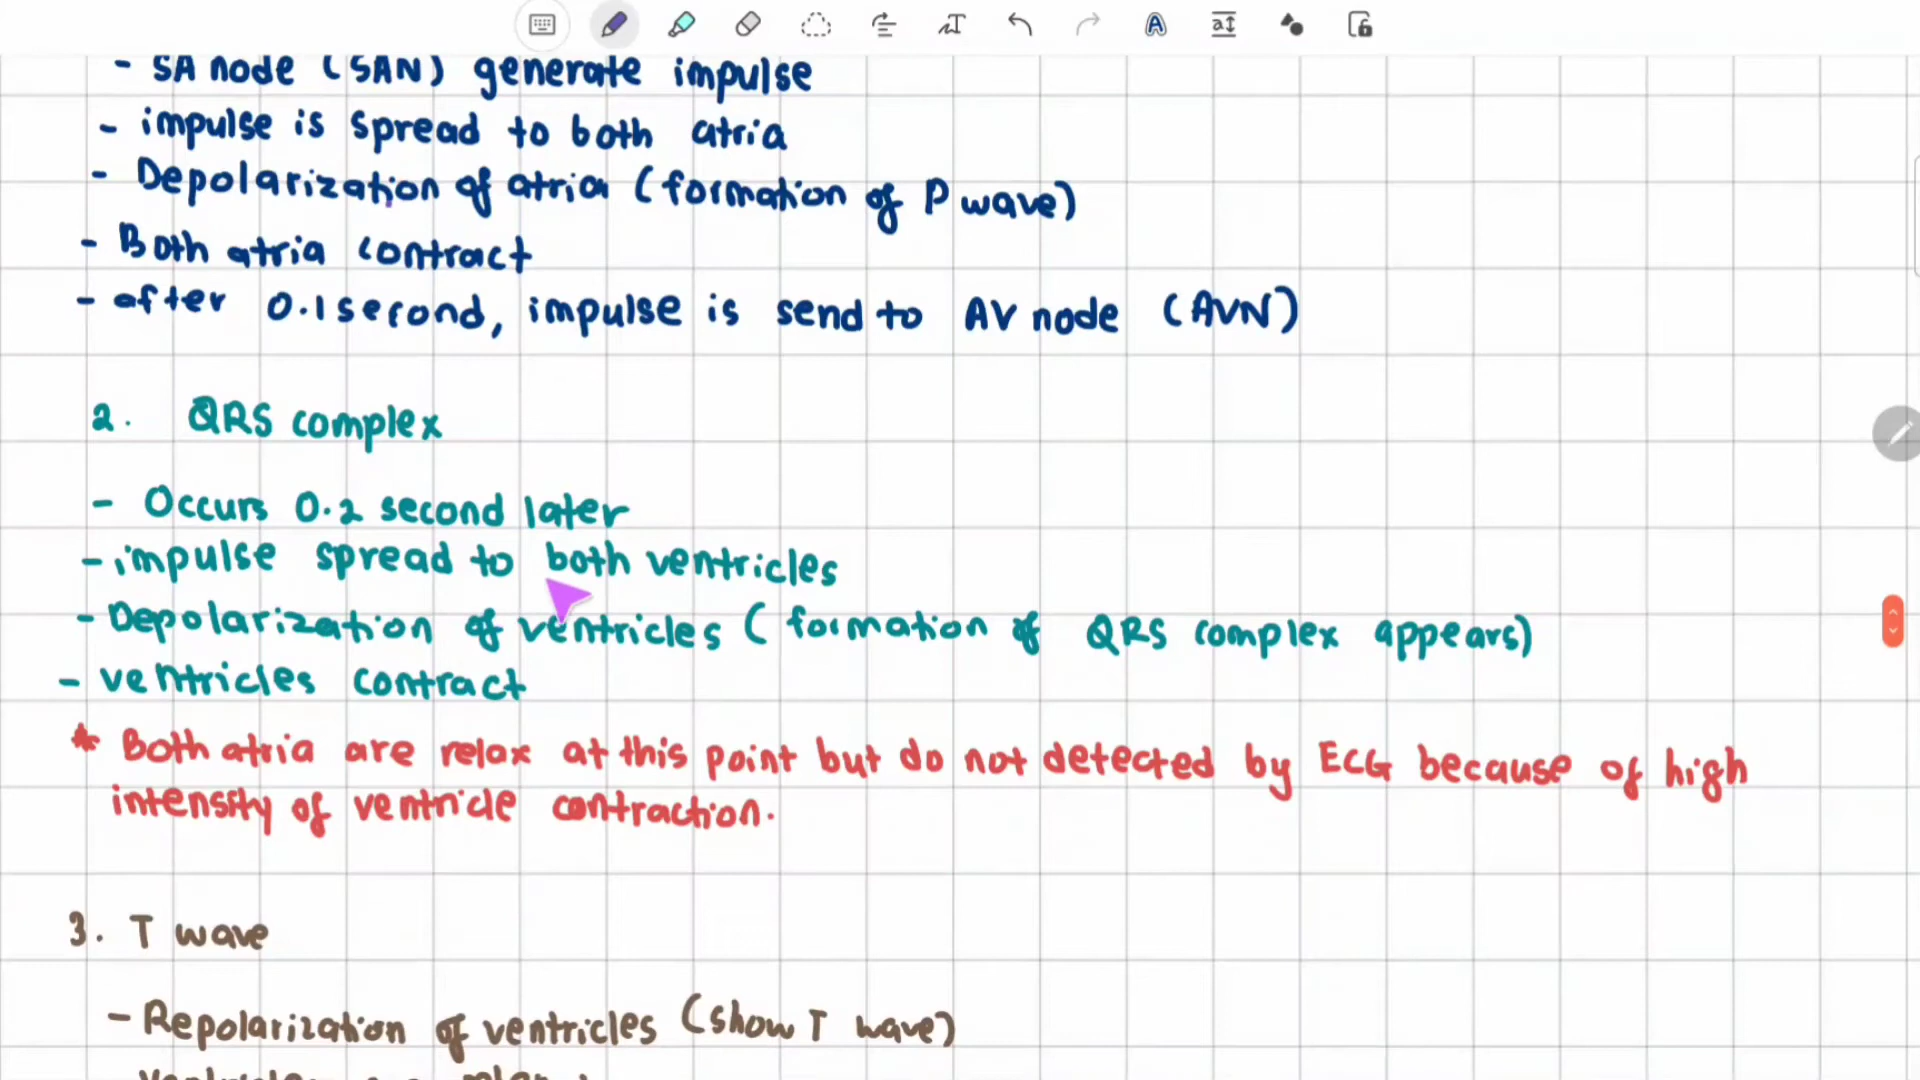 - SA node (SAN) generate impulse
- impulse is spread to both atria
- Depolarization of atria (formation of P wave)
- Both atria contract
- after 0.1 second, impulse is send to AV node (AVN)
2. QRS complex
- Occurs 0.2 second later
- impulse spread to both ventricles
- Depolarization of ventricles (formation of QRS complex appears)
- ventricles contract
* Both atria are relax at this point but do not detected by ECG because of high
intensity of ventricle contraction.
3. T wave
- Repolarization of ventricles (show T wave)